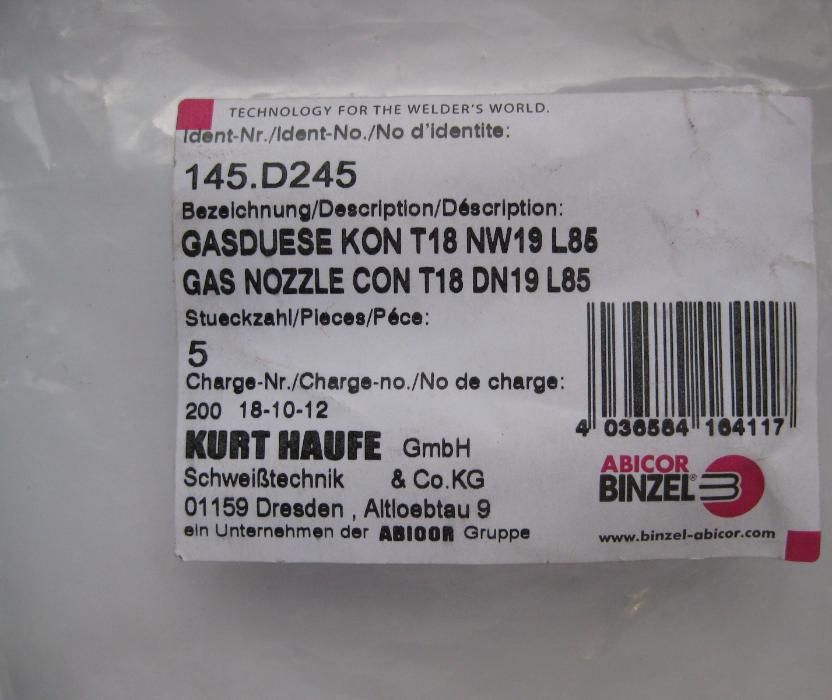 TECHNOLOGY FOR THE WELDER'S WORLD.
Ident-Nr./Ident-No./No d'identite:
145.D245
Bezeichnung/Description/Déscription:
GASDUESE KON T18 NW19 L85
GAS NOZZLE CON T18 DN19 L85
Stueckzahl/Pieces/Péce:
5
Charge-Nr./Charge-no./No de charge:
200 18-10-12
4 036584 164117
KURT HAUFE GmbH
Schweißtechnik & Co.KG
01159 Dresden , Altloebtau 9
ein Unternehmen der ABICOR Gruppe
ABICOR
BINZEL®
www.binzel-abicor.com